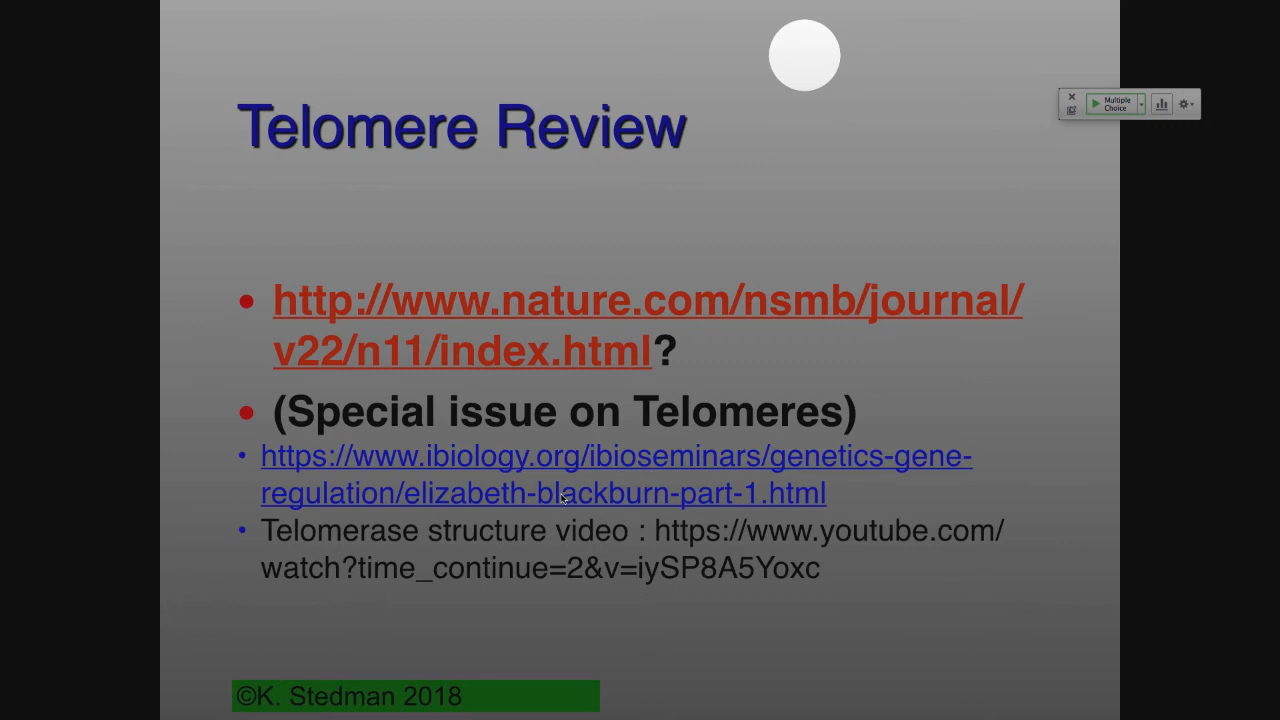 Telomere Review
Multiple
Choice
• http://www.nature.com/nsmb/journal/
v22/n11/index.html?
• (Special issue on Telomeres)
• https://www.ibiology.org/ibioseminars/genetics-gene-
regulation/elizabeth-blackburn-part-1.html
• Telomerase structure video : https://www.youtube.com/
watch?time_continue=2&v=iySP8A5Yoxc
©K. Stedman 2018